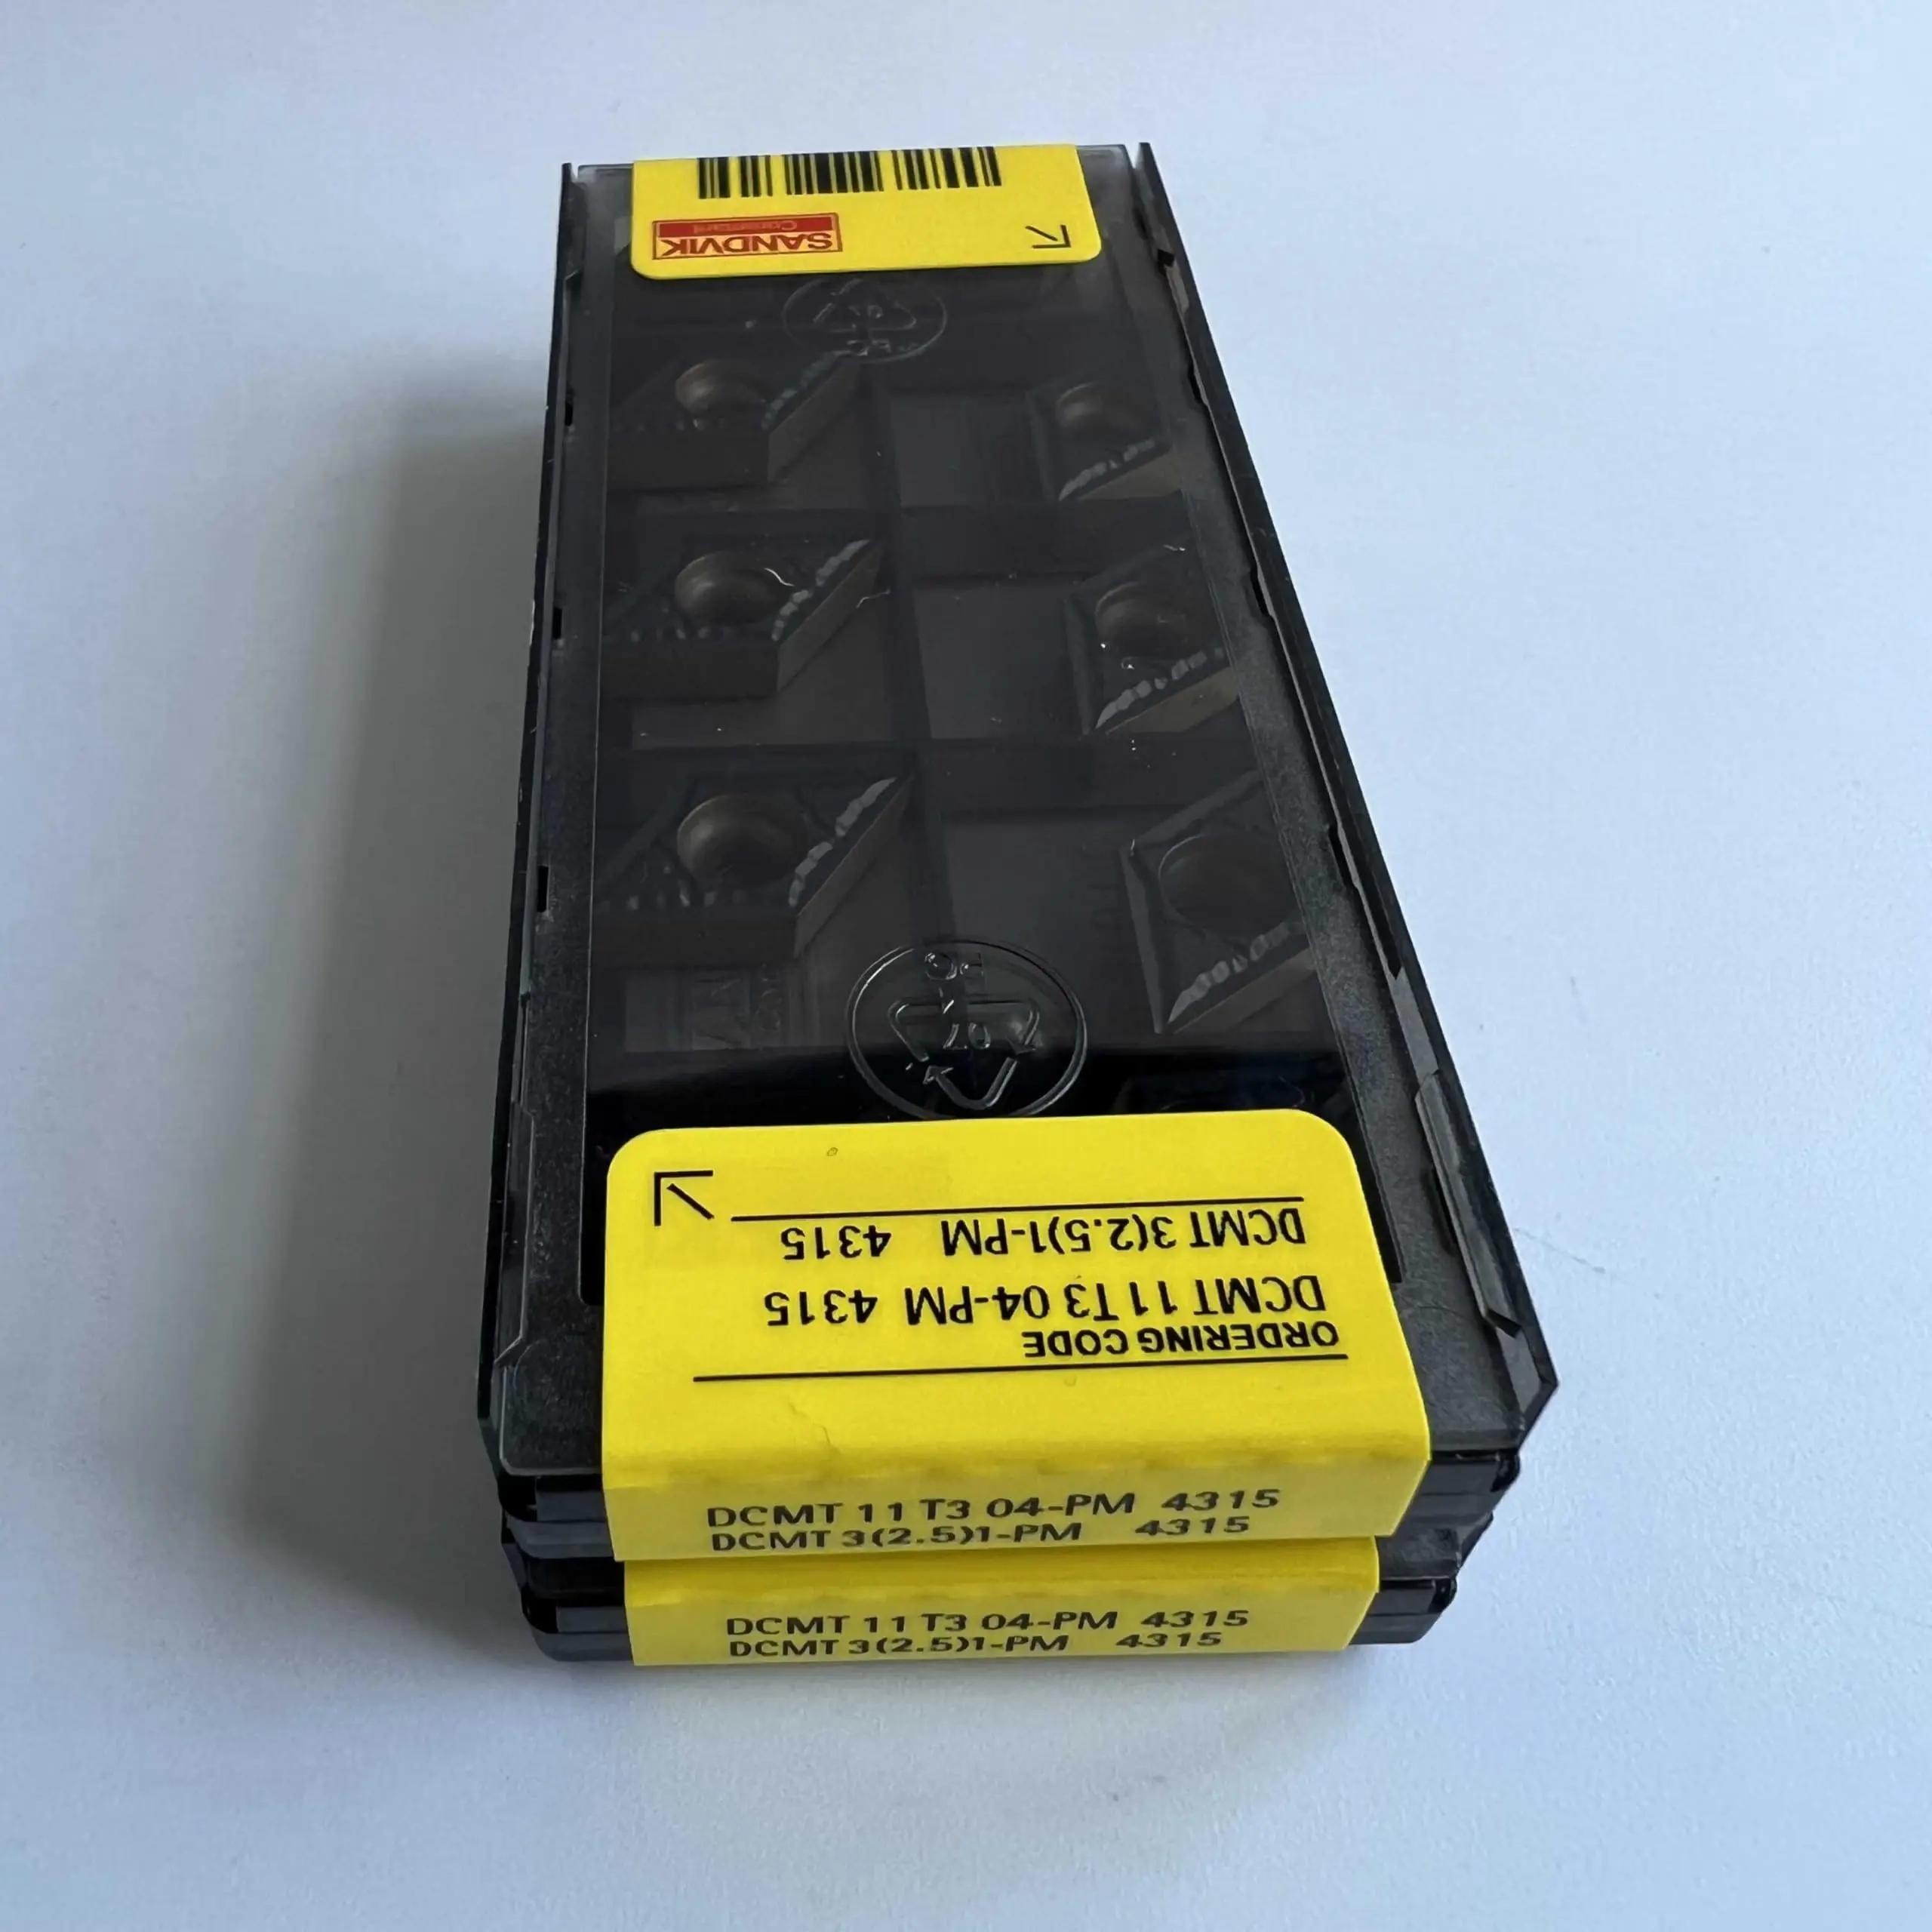 SANDVIK
Coromant
07
DCMT 3(2.5)1-PM 4315
DCMT 11 T3 04-PM 4315
ORDERING CODE
DCMT 11 T3 04-PM 4315
DCMT 3(2.5)1-PM 4315
DCMT 11 T3 04-PM 4315
DCMT 3(2.5)1-PM 4315